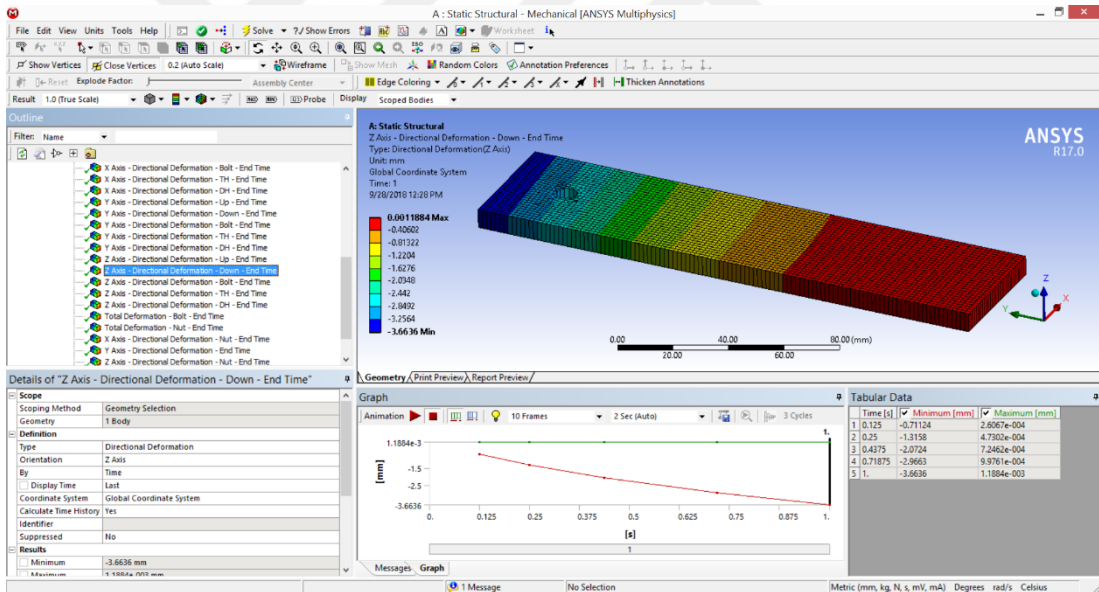 A : Static Structural - Mechanical [ANSYS Multiphysics]
File Edit View Units Tools Help Solve ?/ Show Errors Worksheet
Show Vertices Close Vertices 0.2 (Auto Scale) Wireframe Show Mesh Random Colors Annotation Preferences
Reset Explode Factor: Assembly Center Edge Coloring Thicken Annotations
Result 1.0 (True Scale) Probe Display Scoped Bodies
Outline
Filter: Name
X Axis - Directional Deformation - Bolt - End Time
X Axis - Directional Deformation - TH - End Time
X Axis - Directional Deformation - DH - End Time
Y Axis - Directional Deformation - Up - End Time
Y Axis - Directional Deformation - Down - End Time
Y Axis - Directional Deformation - Bolt - End Time
Y Axis - Directional Deformation - TH - End Time
Y Axis - Directional Deformation - DH - End Time
Z Axis - Directional Deformation - Up - End Time
Z Axis - Directional Deformation - Down - End Time
Z Axis - Directional Deformation - Bolt - End Time
Z Axis - Directional Deformation - TH - End Time
Z Axis - Directional Deformation - DH - End Time
Total Deformation - Bolt - End Time
Total Deformation - Nut - End Time
X Axis - Directional Deformation - Nut - End Time
Y Axis - Directional Deformation - End Time
Z Axis - Directional Deformation - Nut - End Time
A: Static Structural
Z Axis - Directional Deformation - Down - End Time
Type: Directional Deformation(Z Axis)
Unit: mm
Global Coordinate System
Time: 1
9/28/2018 12:28 PM
0.0011884 Max
-0.40602
-0.81322
-1.2204
-1.6276
-2.0348
-2.442
-2.8492
-3.2564
-3.6636 Min
ANSYS
R17.0
Z
X
Y
0.00 40.00 80.00 (mm)
20.00 60.00
Geometry Print Preview Report Preview
Details of "Z Axis - Directional Deformation - Down - End Time"
Scope
Scoping Method Geometry Selection
Geometry 1 Body
Definition
Type Directional Deformation
Orientation Z Axis
By Time
Display Time Last
Coordinate System Global Coordinate System
Calculate Time History Yes
Identifier
Suppressed No
Results
Minimum -3.6636 mm
Maximum 1.1884e-003 mm
Graph
Animation 10 Frames 2 Sec (Auto) 3 Cycles
1.
1.1884e-3
-1.5
-2.5
-3.6636
[mm]
0. 0.125 0.25 0.375 0.5 0.625 0.75 0.875 1.
[s]
1
Messages Graph
Tabular Data
Time [s] Minimum [mm] Maximum [mm]
1 0.125 -0.71124 2.6067e-004
2 0.25 -1.3158 4.7302e-004
3 0.4375 -2.0724 7.2462e-004
4 0.71875 -2.9663 9.9761e-004
5 1. -3.6636 1.1884e-003
1 Message No Selection Metric (mm, kg, N, s, mV, mA) Degrees rad/s Celsius